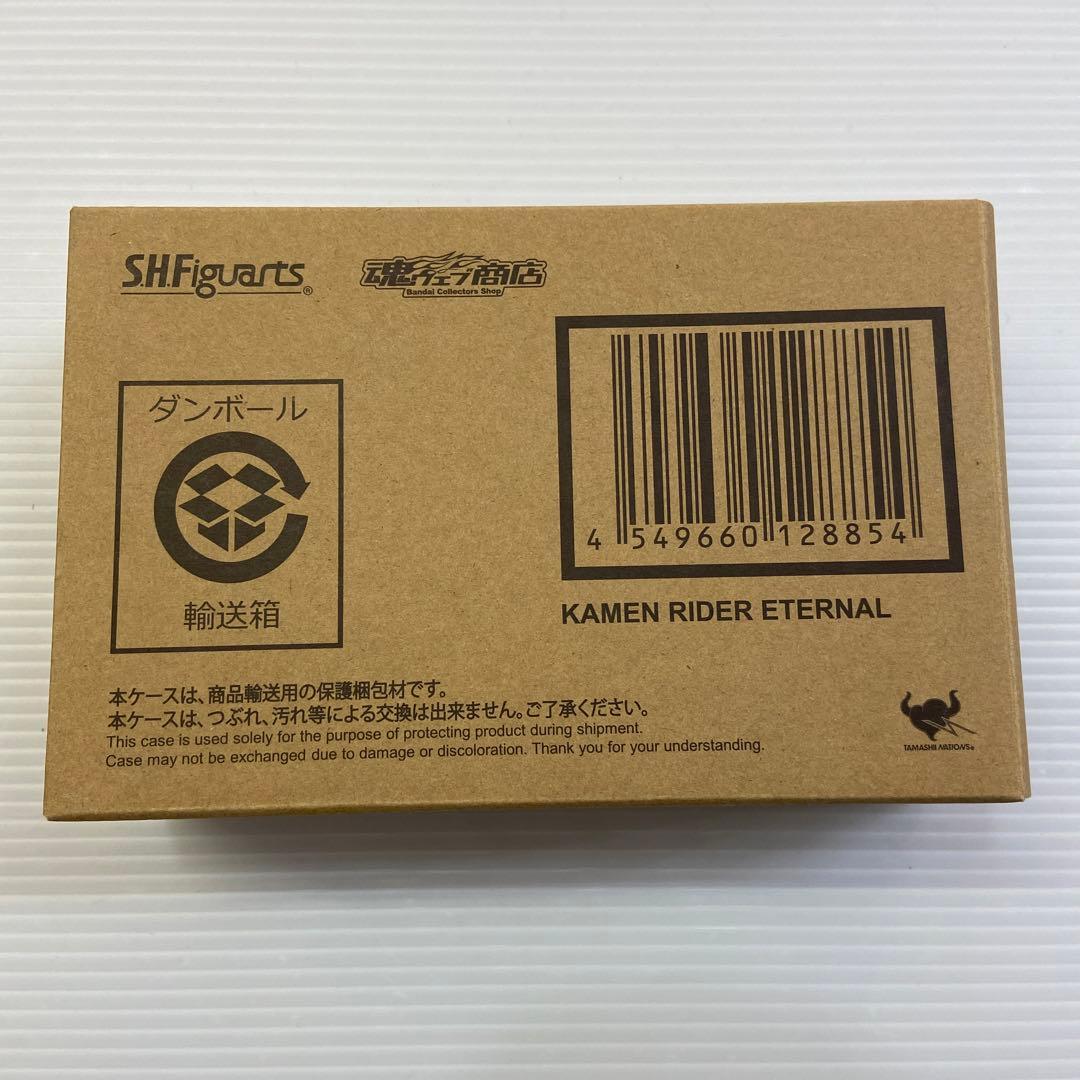 S.H.Figuarts®
魂ウェブ商店
Bandai Collectors Shop
ダンボール
輸送箱
4 549660 128854
KAMEN RIDER ETERNAL
本ケースは、商品輸送用の保護梱包材です。
本ケースは、つぶれ、汚れ等による交換は出来ません。ご了承ください。
This case is used solely for the purpose of protecting product during shipment.
Case may not be exchanged due to damage or discoloration. Thank you for your understanding.
TAMASHII NATIONS®